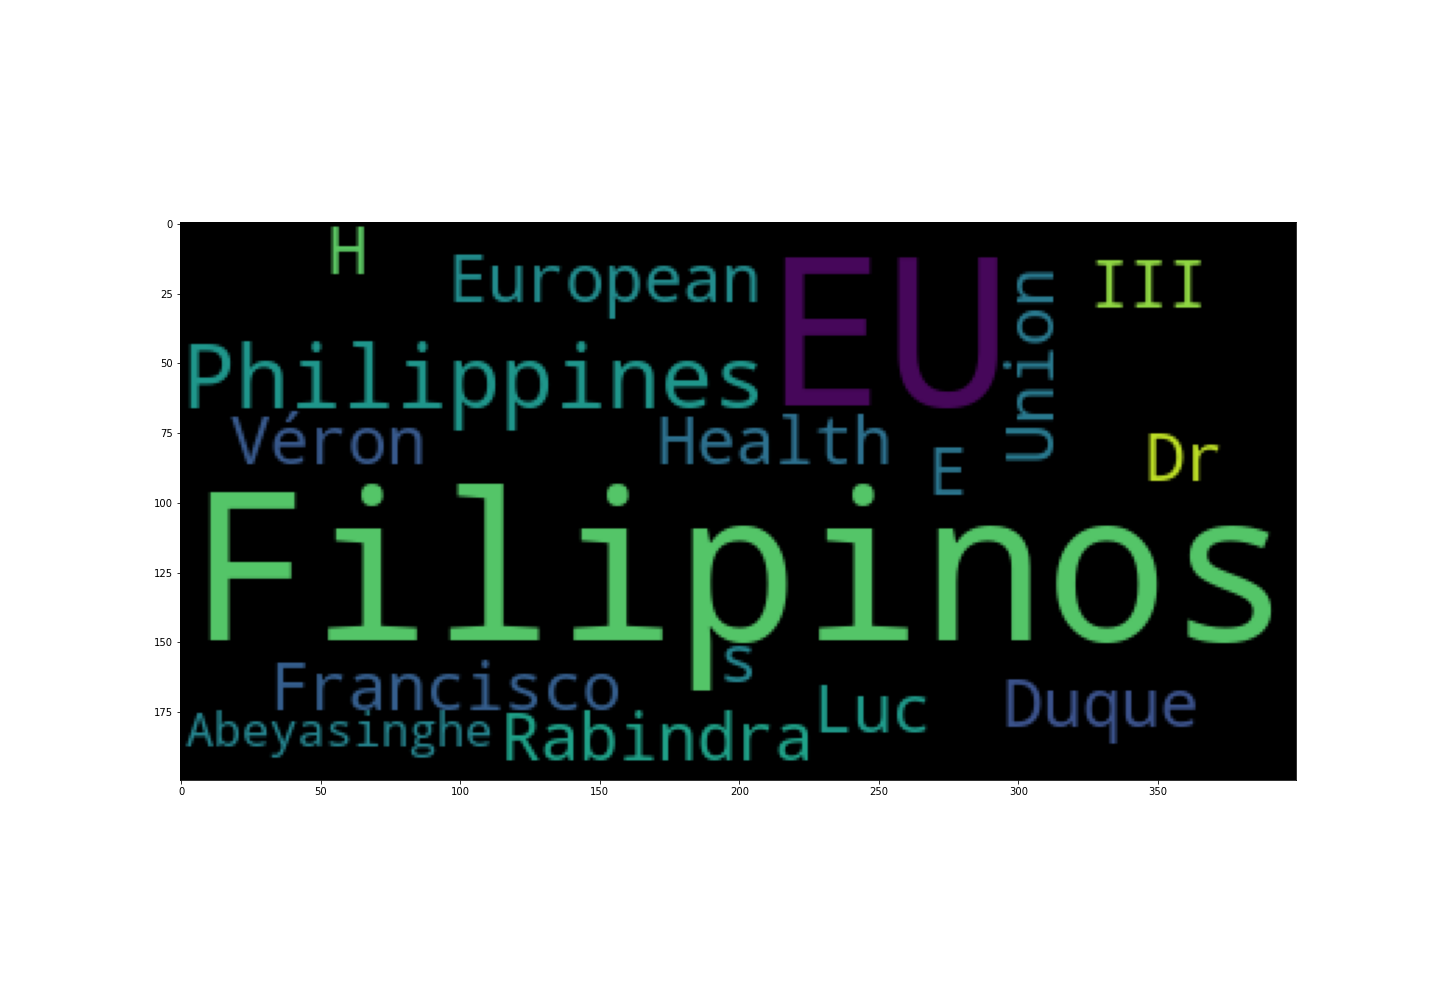 H
European
EU
Union
III
Philippines
Véron
Health
E
Dr
Filipinos
s
Francisco
Luc
Duque
Abeyasinghe
Rabindra
0
25
50
75
100
125
150
175
0
50
100
150
200
250
300
350